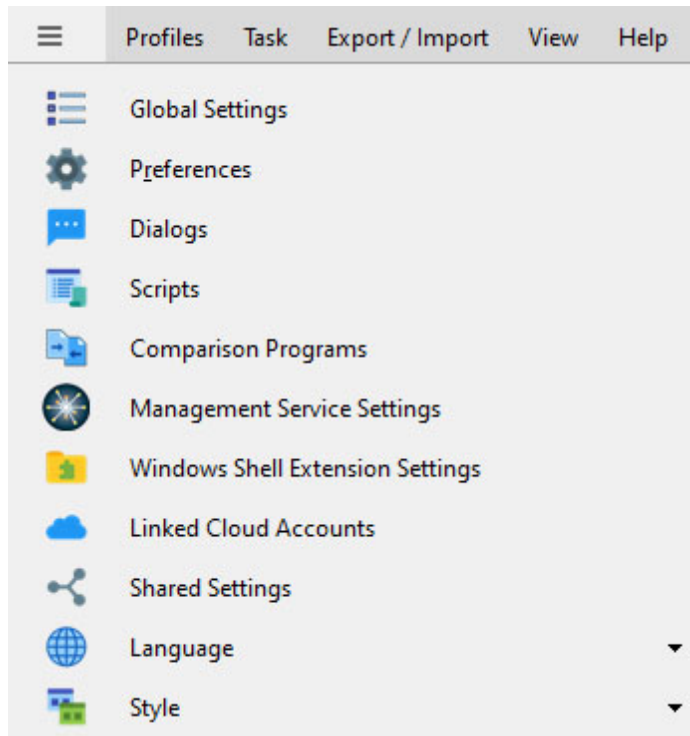 Profiles Task Export / Import View Help
Global Settings
Preferences
Dialogs
Scripts
Comparison Programs
Management Service Settings
Windows Shell Extension Settings
Linked Cloud Accounts
Shared Settings
Language
Style